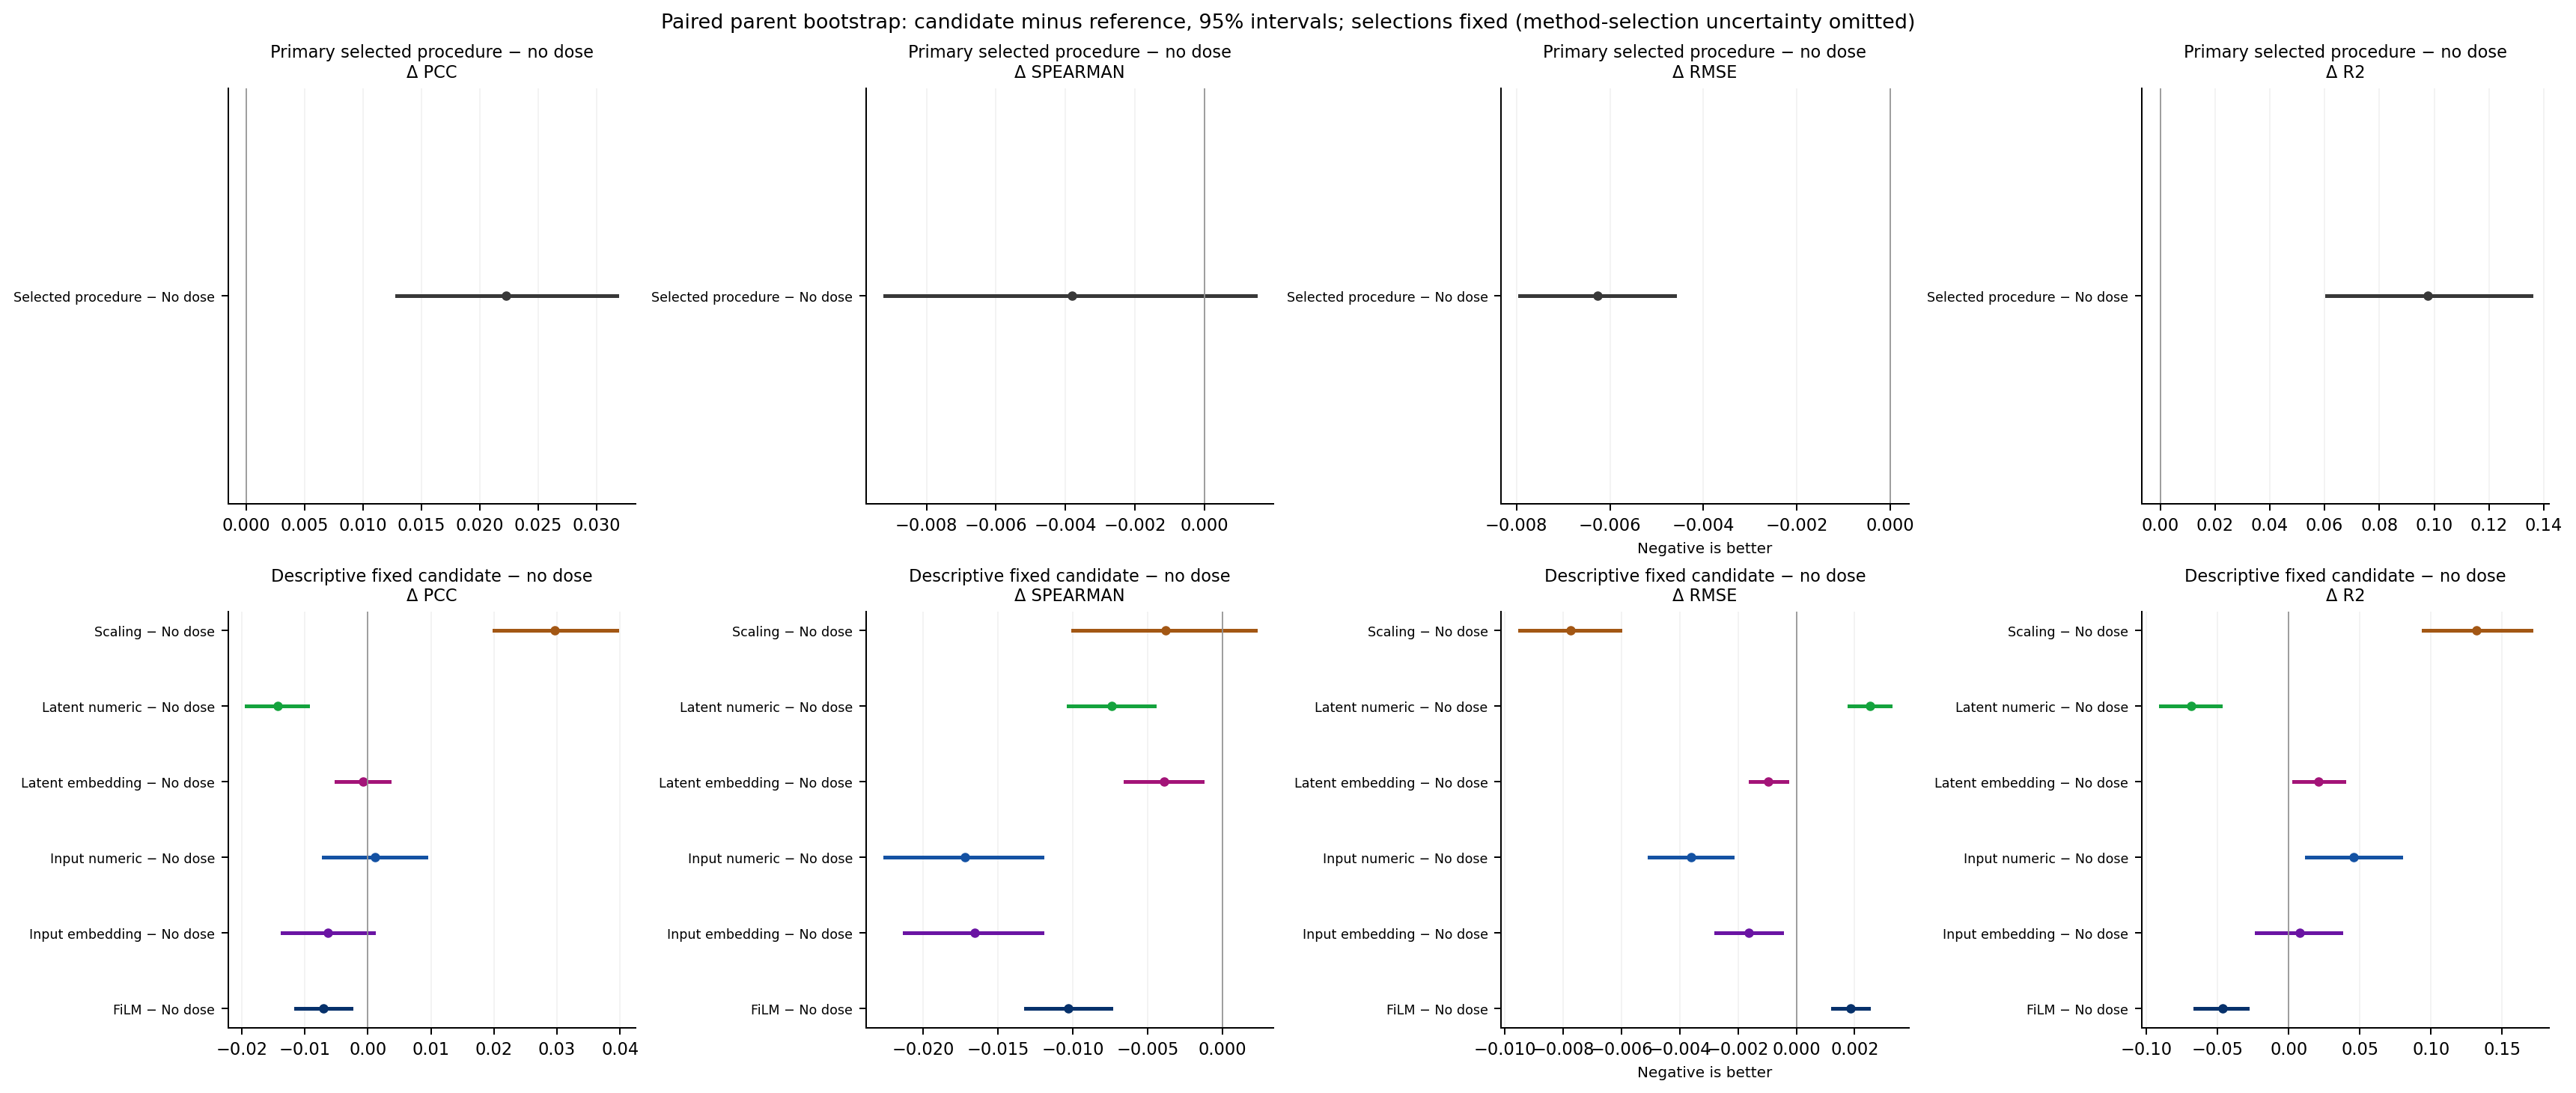 Paired parent bootstrap: candidate minus reference, 95% intervals; selections fixed (method-selection uncertainty omitted)
Primary selected procedure − no dose
Δ PCC
Selected procedure − No dose
0.000 0.005 0.010 0.015 0.020 0.025 0.030
Primary selected procedure − no dose
Δ SPEARMAN
Selected procedure − No dose
−0.008 −0.006 −0.004 −0.002 0.000
Primary selected procedure − no dose
Δ RMSE
Selected procedure − No dose
−0.008 −0.006 −0.004 −0.002 0.000
Negative is better
Primary selected procedure − no dose
Δ R2
Selected procedure − No dose
0.00 0.02 0.04 0.06 0.08 0.10 0.12 0.14
Descriptive fixed candidate − no dose
Δ PCC
Scaling − No dose
Latent numeric − No dose
Latent embedding − No dose
Input numeric − No dose
Input embedding − No dose
FiLM − No dose
−0.02 −0.01 0.00 0.01 0.02 0.03 0.04
Descriptive fixed candidate − no dose
Δ SPEARMAN
Scaling − No dose
Latent numeric − No dose
Latent embedding − No dose
Input numeric − No dose
Input embedding − No dose
FiLM − No dose
−0.020 −0.015 −0.010 −0.005 0.000
Descriptive fixed candidate − no dose
Δ RMSE
Scaling − No dose
Latent numeric − No dose
Latent embedding − No dose
Input numeric − No dose
Input embedding − No dose
FiLM − No dose
−0.010 −0.008 −0.006 −0.004 −0.002 0.000 0.002
Negative is better
Descriptive fixed candidate − no dose
Δ R2
Scaling − No dose
Latent numeric − No dose
Latent embedding − No dose
Input numeric − No dose
Input embedding − No dose
FiLM − No dose
−0.10 −0.05 0.00 0.05 0.10 0.15